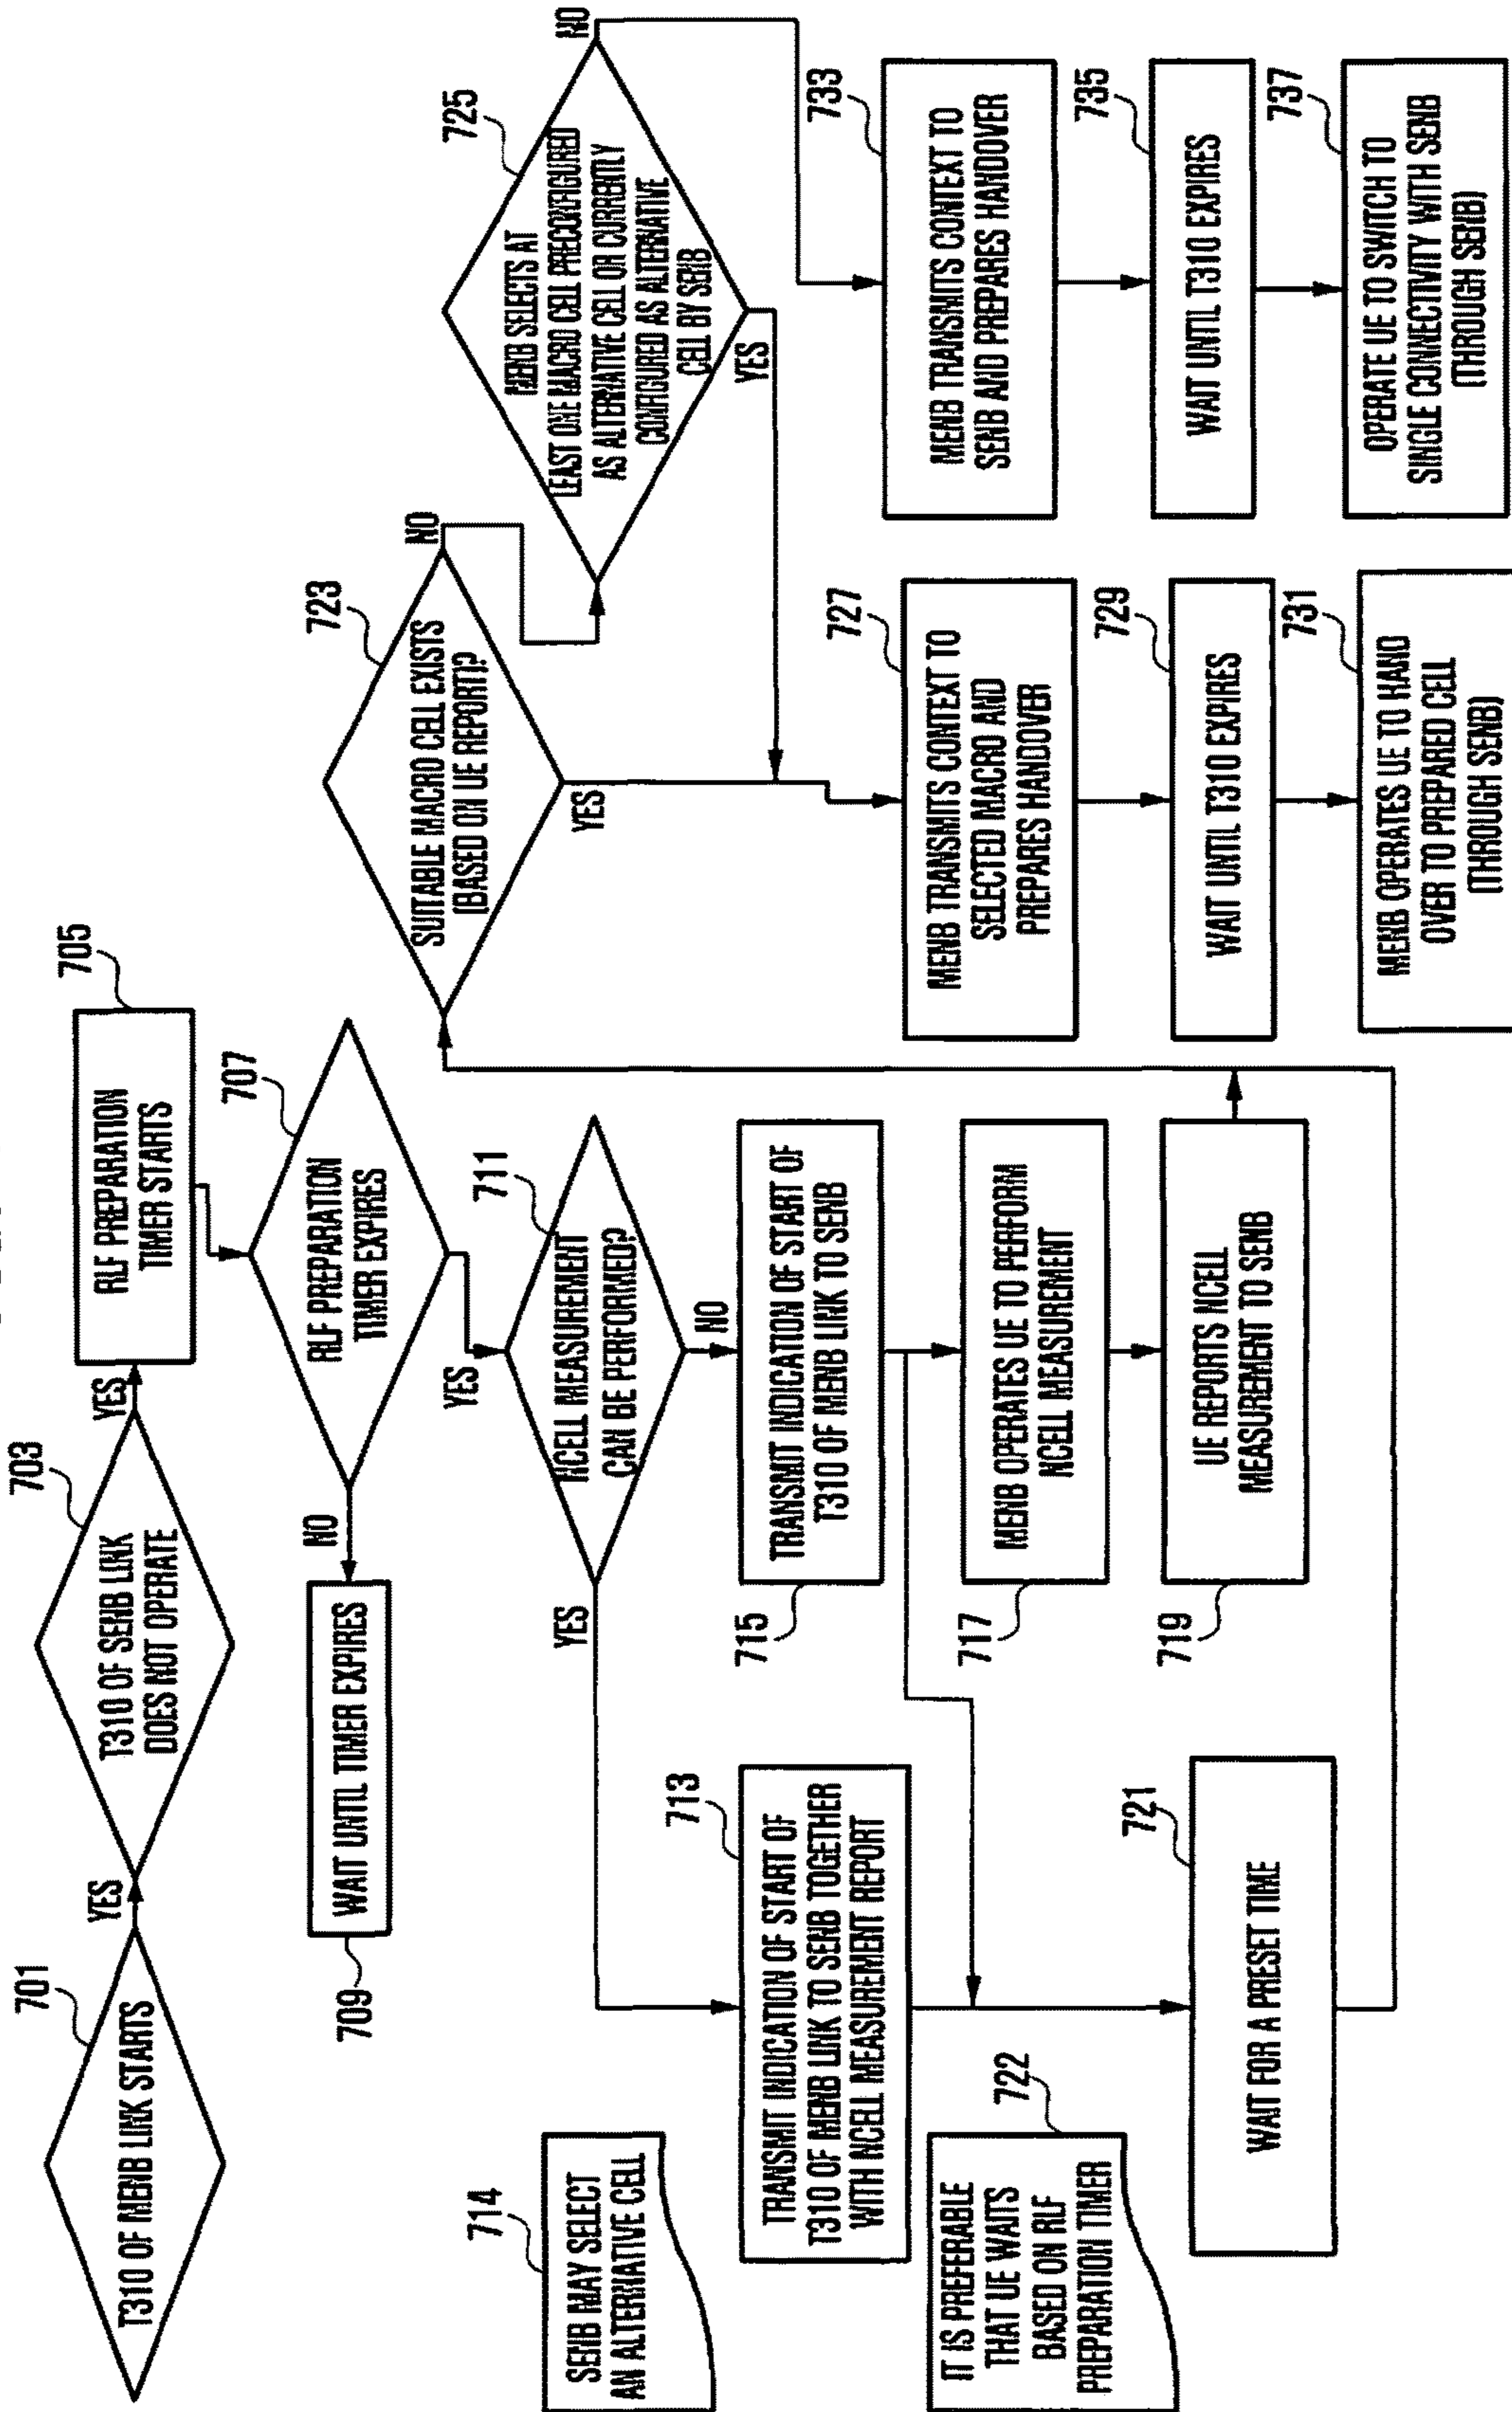 701
T310 OF MENB LINK STARTS
YES
703
T310 OF SENB LINK
DOES NOT OPERATE
YES
705
RLF PREPARATION
TIMER STARTS
707
RLF PREPARATION
TIMER EXPIRES
NO
709
WAIT UNTIL TIMER EXPIRES
YES
711
NCELL MEASUREMENT
CAN BE PERFORMED?
YES
NO
714
SENB MAY SELECT
AN ALTERNATIVE CELL
713
TRANSMIT INDICATION OF START OF
T310 OF MENB LINK TO SENB TOGETHER
WITH NCELL MEASUREMENT REPORT
715
TRANSMIT INDICATION OF START OF
T310 OF MENB LINK TO SENB
717
MENB OPERATES UE TO PERFORM
NCELL MEASUREMENT
719
UE REPORTS NCELL
MEASUREMENT TO SENB
722
IT IS PREFERABLE
THAT UE WAITS
BASED ON RLF
PREPARATION TIMER
721
WAIT FOR A PRESET TIME
723
SUITABLE MACRO CELL EXISTS
(BASED ON UE REPORT)?
NO
YES
725
MENB SELECTS AT
LEAST ONE MACRO CELL PRECONFIGURED
AS ALTERNATIVE CELL OR CURRENTLY
CONFIGURED AS ALTERNATIVE
CELL BY SENB
NO
YES
727
MENB TRANSMITS CONTEXT TO
SELECTED MACRO AND
PREPARES HANDOVER
729
WAIT UNTIL T310 EXPIRES
731
MENB OPERATES UE TO HAND
OVER TO PREPARED CELL
(THROUGH SENB)
733
MENB TRANSMITS CONTEXT TO
SENB AND PREPARES HANDOVER
735
WAIT UNTIL T310 EXPIRES
737
OPERATE UE TO SWITCH TO
SINGLE CONNECTIVITY WITH SENB
(THROUGH SENB)